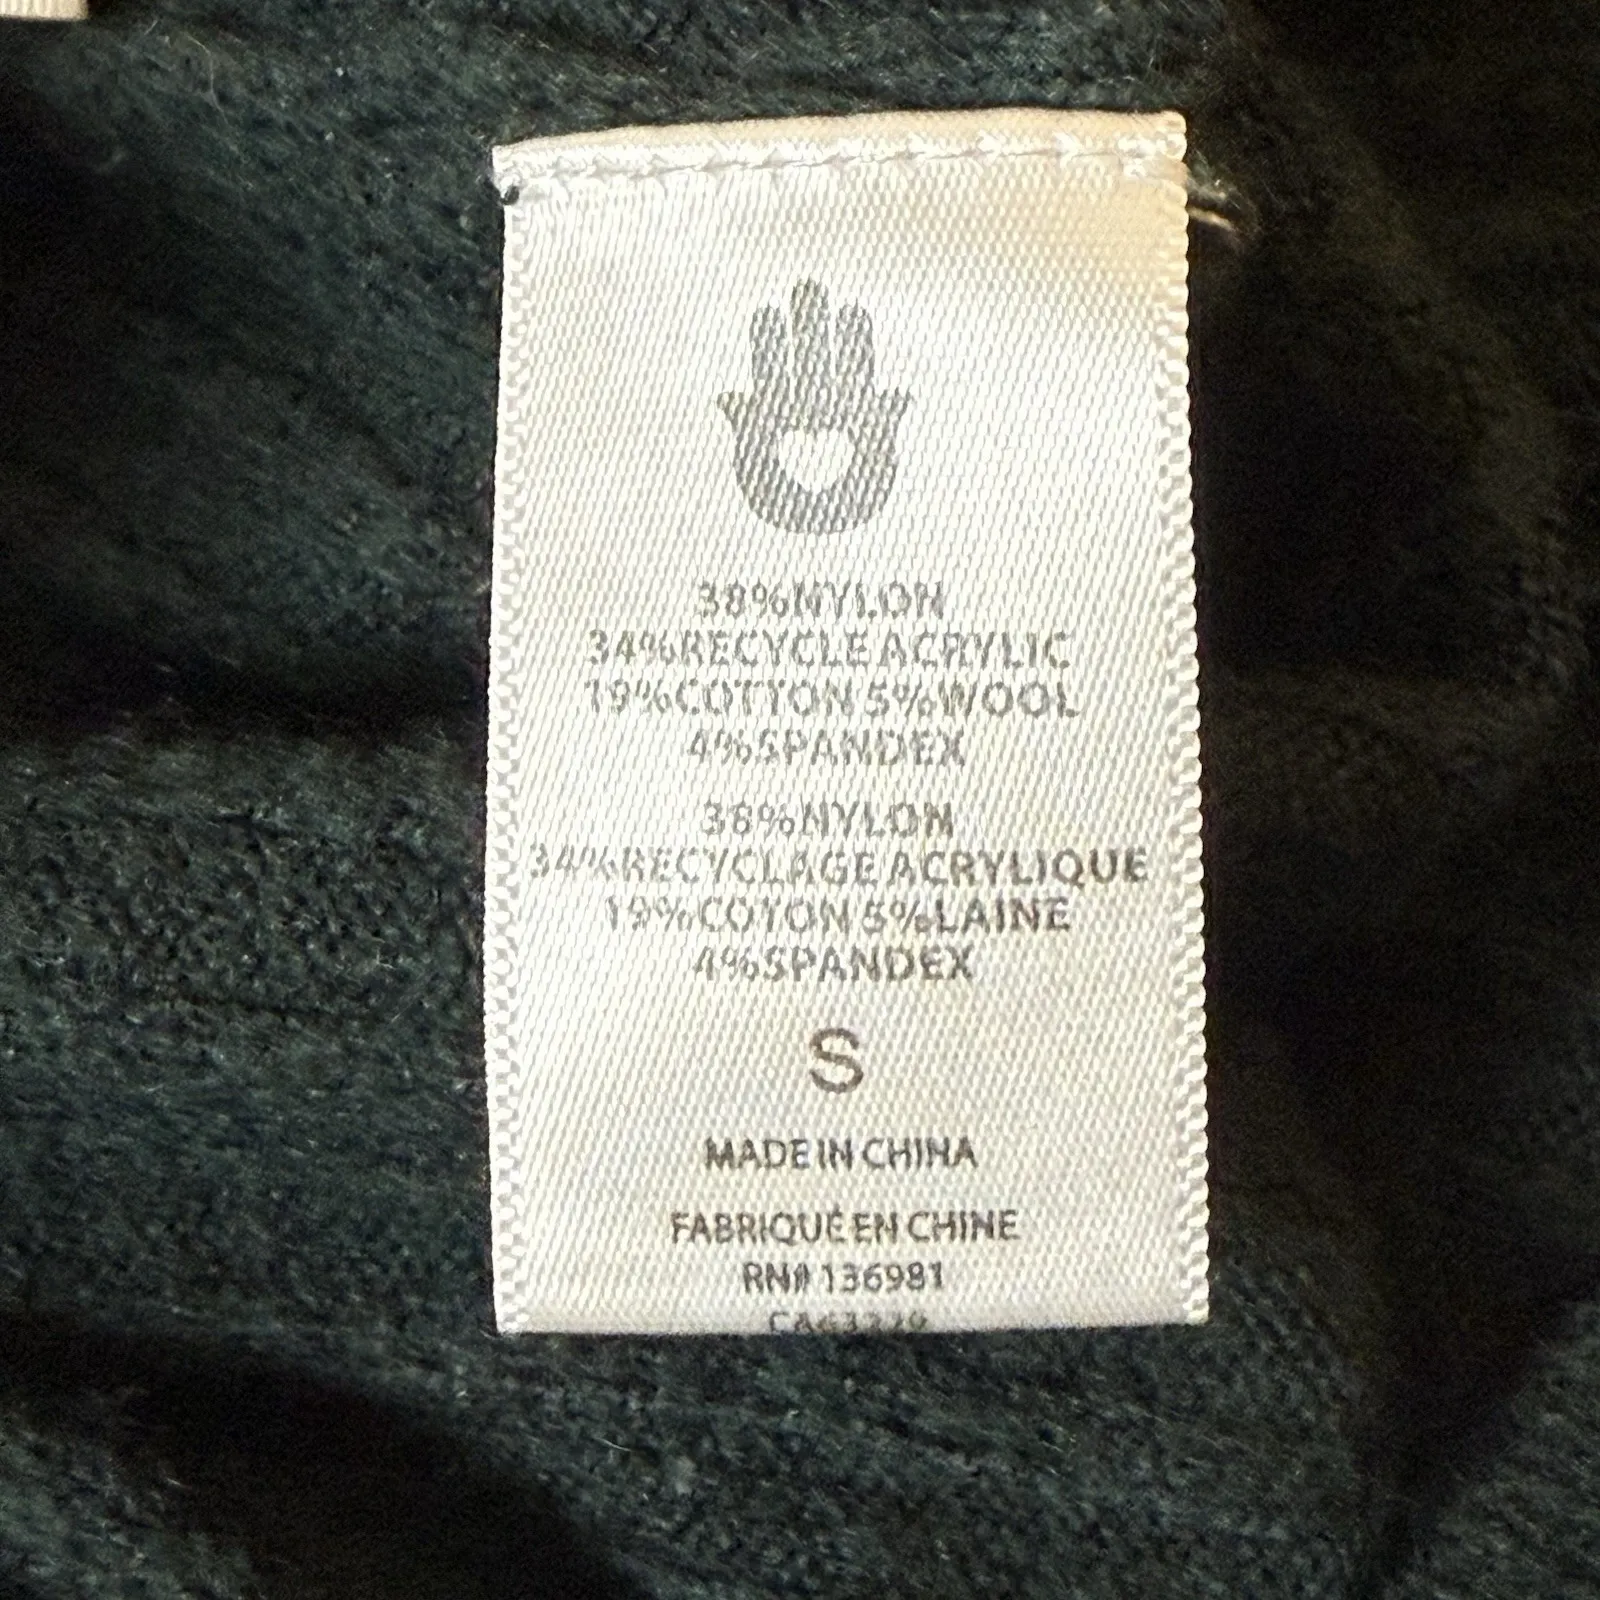 38%NYLON
34%RECYCLE ACRYLIC
19%COTTON 5%WOOL
4%SPANDEX
38%NYLON
34%RECYCLAGE ACRYLIQUE
19%COTON 5%LAINE
4%SPANDEX
S
MADE IN CHINA
FABRIQUÉ EN CHINE
RN# 136981